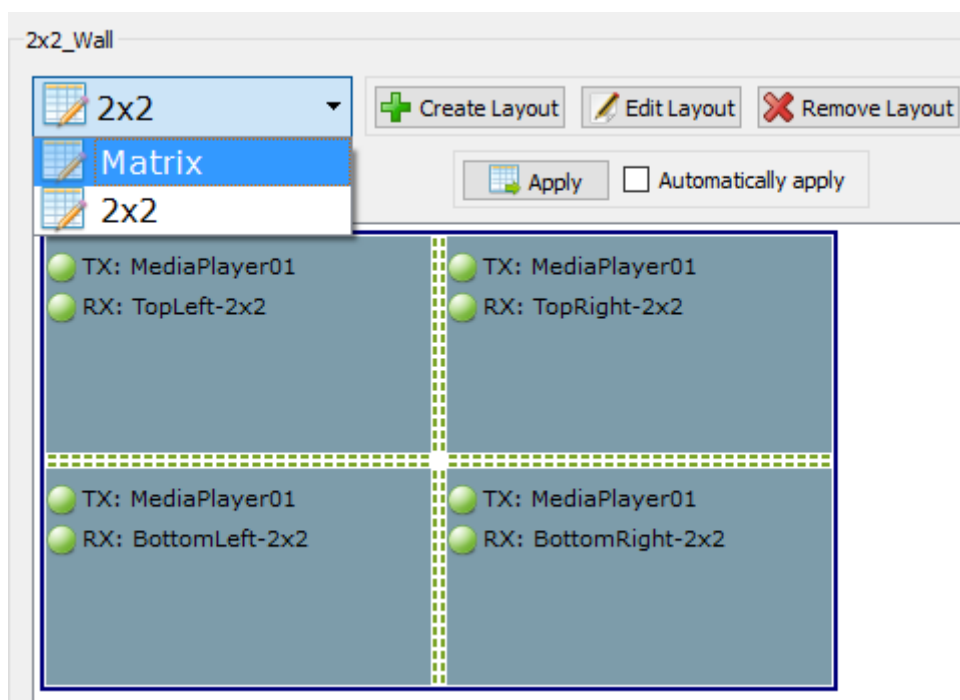 2x2_Wall
2x2
Create Layout
Edit Layout
Remove Layout
Matrix
2x2
Apply
Automatically apply
TX: MediaPlayer01
RX: TopLeft-2x2
TX: MediaPlayer01
RX: TopRight-2x2
TX: MediaPlayer01
RX: BottomLeft-2x2
TX: MediaPlayer01
RX: BottomRight-2x2